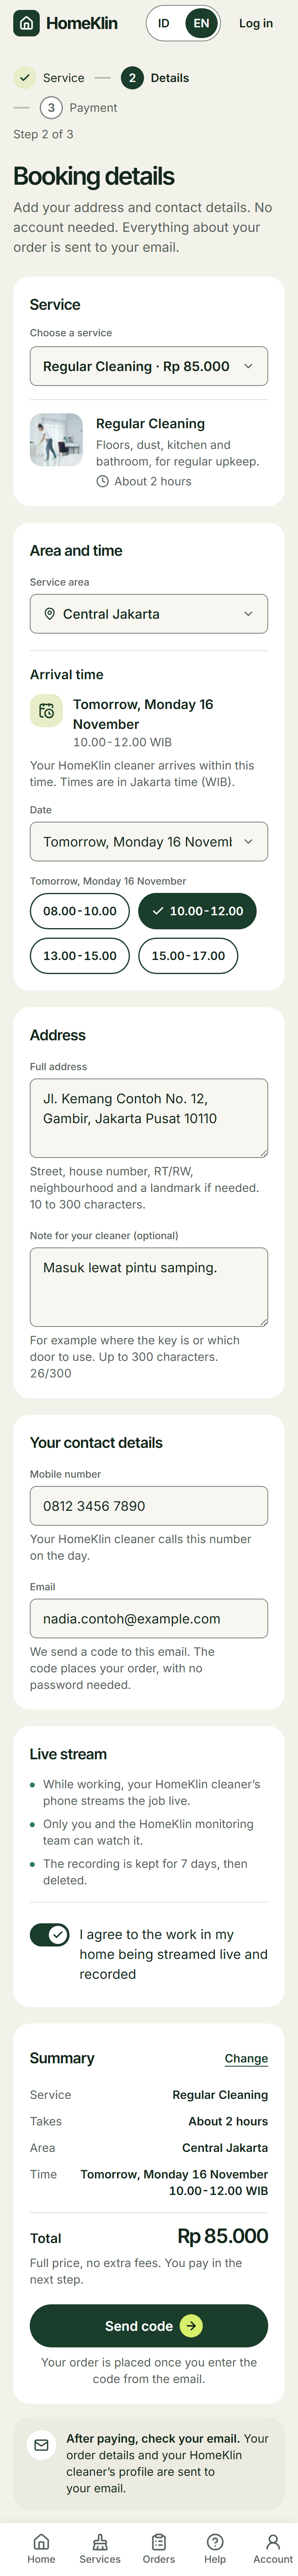 HomeKlin
ID
EN
Log in
Service
2
Details
3
Payment
Step 2 of 3
Booking details
Add your address and contact details. No
account needed. Everything about your
order is sent to your email.
Service
Choose a service
Regular Cleaning · Rp 85.000
Regular Cleaning
Floors, dust, kitchen and
bathroom, for regular upkeep.
About 2 hours
Area and time
Service area
Central Jakarta
Arrival time
Tomorrow, Monday 16
November
10.00-12.00 WIB
Your HomeKlin cleaner arrives within this
time. Times are in Jakarta time (WIB).
Date
Tomorrow, Monday 16 Novemb
Tomorrow, Monday 16 November
08.00-10.00
10.00-12.00
13.00-15.00
15.00-17.00
Address
Full address
Jl. Kemang Contoh No. 12,
Gambir, Jakarta Pusat 10110
Street, house number, RT/RW,
neighbourhood and a landmark if needed.
10 to 300 characters.
Note for your cleaner (optional)
Masuk lewat pintu samping.
For example where the key is or which
door to use. Up to 300 characters.
26/300
Your contact details
Mobile number
0812 3456 7890
Your HomeKlin cleaner calls this number
on the day.
Email
nadia.contoh@example.com
We send a code to this email. The
code places your order, with no
password needed.
Live stream
While working, your HomeKlin cleaner's
phone streams the job live.
Only you and the HomeKlin monitoring
team can watch it.
The recording is kept for 7 days, then
deleted.
I agree to the work in my
home being streamed live and
recorded
Summary
Change
Service
Regular Cleaning
Takes
About 2 hours
Area
Central Jakarta
Time
Tomorrow, Monday 16 November
10.00-12.00 WIB
Total
Rp 85.000
Full price, no extra fees. You pay in the
next step.
Send code
Your order is placed once you enter the
code from the email.
After paying, check your email. Your
order details and your HomeKlin
cleaner's profile are sent to
your email.
Home
Services
Orders
Help
Account